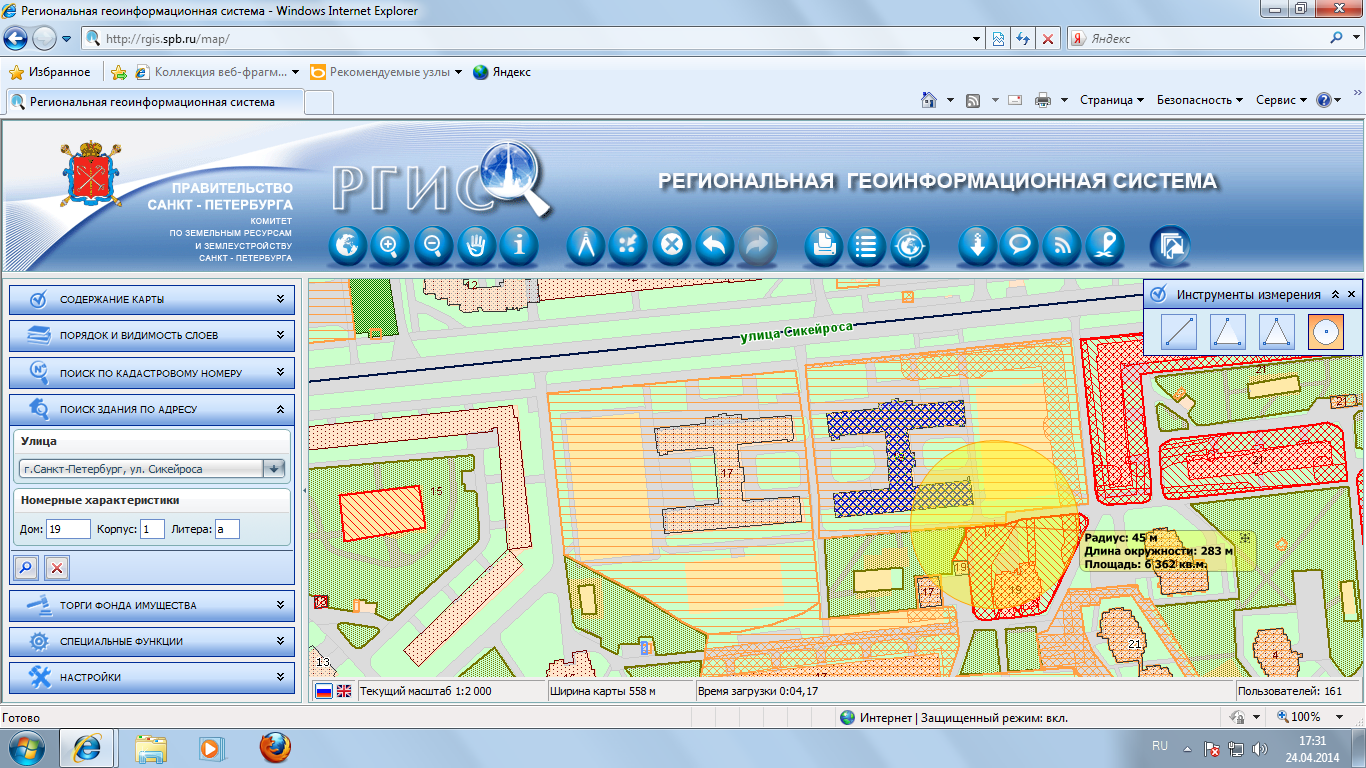 Региональная геоинформационная система - Windows Internet Explorer
http://rgis.spb.ru/map/
Яндекс
Избранное
Коллекция веб-фрагм...
Рекомендуемые узлы
Яндекс
Региональная геоинформационная система
Страница
Безопасность
Сервис
ПРАВИТЕЛЬСТВО
САНКТ - ПЕТЕРБУРГА
КОМИТЕТ
ПО ЗЕМЕЛЬНЫМ РЕСУРСАМ
И ЗЕМЛЕУСТРОЙСТВУ
САНКТ - ПЕТЕРБУРГА
РГИС
РЕГИОНАЛЬНАЯ ГЕОИНФОРМАЦИОННАЯ СИСТЕМА
СОДЕРЖАНИЕ КАРТЫ
ПОРЯДОК И ВИДИМОСТЬ СЛОЕВ
ПОИСК ПО КАДАСТРОВОМУ НОМЕРУ
ПОИСК ЗДАНИЯ ПО АДРЕСУ
Улица
г.Санкт-Петербург, ул. Сикейроса
Номерные характеристики
Дом: 19 Корпус: 1 Литера: а
ТОРГИ ФОНДА ИМУЩЕСТВА
СПЕЦИАЛЬНЫЕ ФУНКЦИИ
НАСТРОЙКИ
Инструменты измерения
улица Сикейроса
12
21
21
21
15
17
Радиус: 45 м
Длина окружности: 283 м
Площадь: 6 362 кв.м.
19
19
17
13
21
4
17
Текущий масштаб 1:2 000
Ширина карты 558 м
Время загрузки 0:04,17
Пользователей: 161
Готово
Интернет | Защищенный режим: вкл.
100%
RU
17:31
24.04.2014